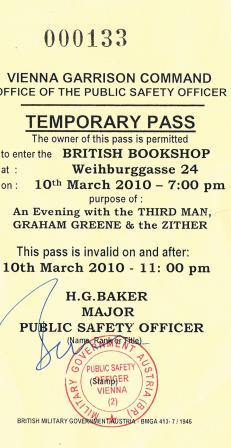 000133
VIENNA GARRISON COMMAND
OFFICE OF THE PUBLIC SAFETY OFFICER
TEMPORARY PASS
The owner of this pass is permitted
to enter the BRITISH BOOKSHOP
at : Weihburggasse 24
on : 10th March 2010 – 7:00 pm
purpose of :
An Evening with the THIRD MAN,
GRAHAM GREENE & the ZITHER
This pass is invalid on and after:
10th March 2010 - 11: 00 pm
H.G.BAKER
MAJOR
PUBLIC SAFETY OFFICER
(Name, Rank or Title)
MILITARY GOVERNMENT AUSTRIA (BR)
PUBLIC SAFETY
OFFICER
VIENNA
(2)
(Stamp)
BRITISH MILITARY GOVERNMENT AUSTRIA - BMGA 413- 7 / 1946